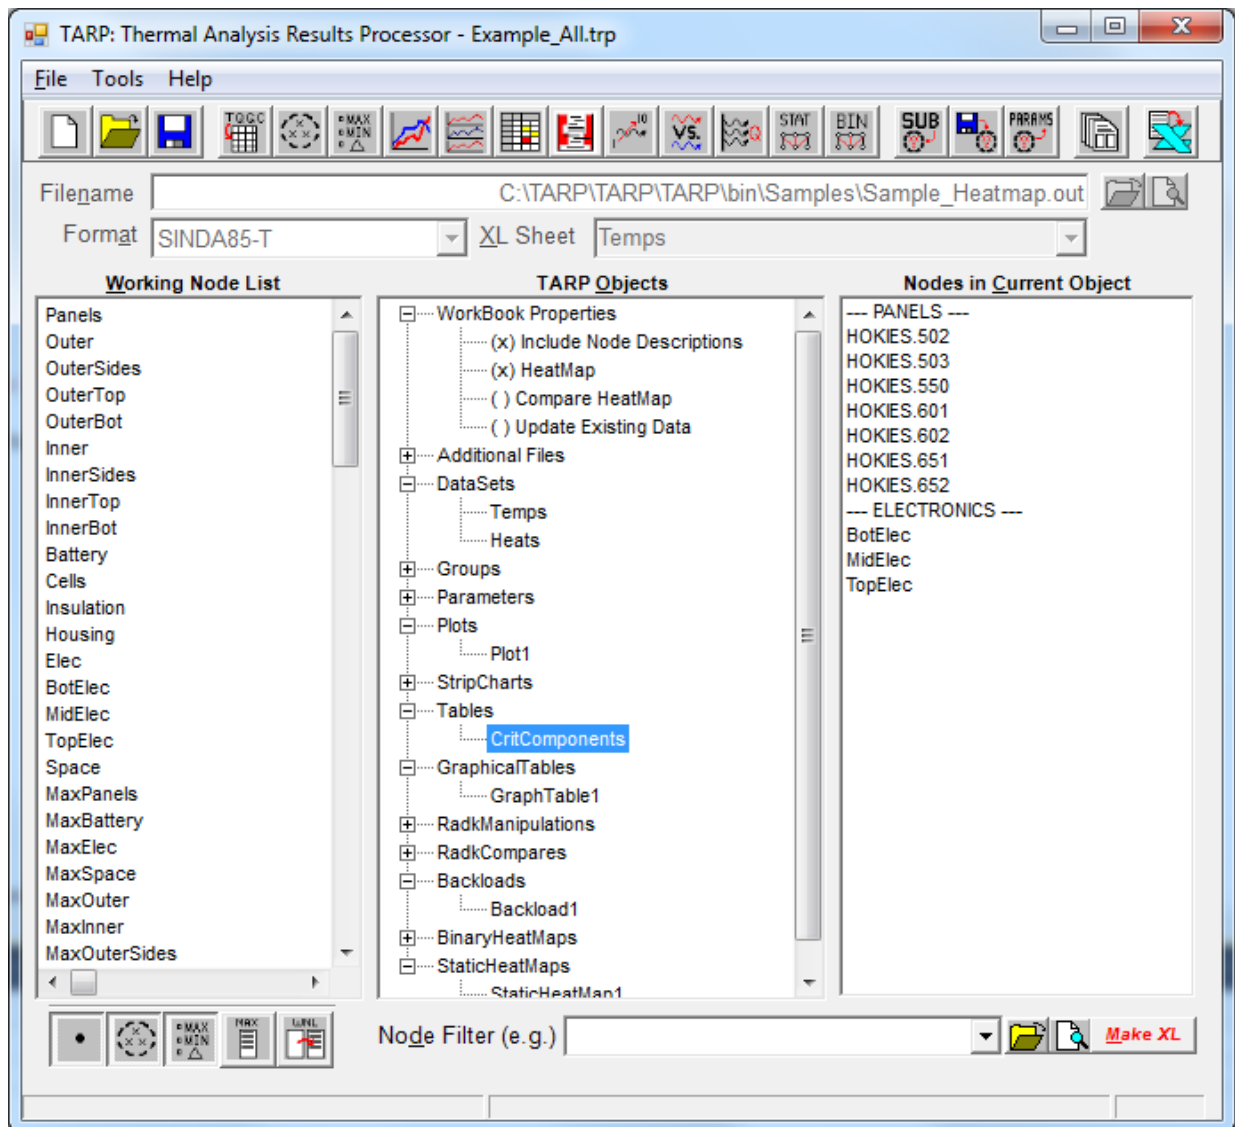 TARP: Thermal Analysis Results Processor - Example_All.trp
File Tools Help
TOGC
MAX
MIN
10
VS.
Q
STAT
BIN
SUB
PARAMS
Filename C:\TARP\TARP\TARP\bin\Samples\Sample_Heatmap.out
Format SINDA85-T XL Sheet Temps
Working Node List
Panels
Outer
OuterSides
OuterTop
OuterBot
Inner
InnerSides
InnerTop
InnerBot
Battery
Cells
Insulation
Housing
Elec
BotElec
MidElec
TopElec
Space
MaxPanels
MaxBattery
MaxElec
MaxSpace
MaxOuter
MaxInner
MaxOuterSides
TARP Objects
WorkBook Properties
(x) Include Node Descriptions
(x) HeatMap
( ) Compare HeatMap
( ) Update Existing Data
Additional Files
DataSets
Temps
Heats
Groups
Parameters
Plots
Plot1
StripCharts
Tables
CritComponents
GraphicalTables
GraphTable1
RadkManipulations
RadkCompares
Backloads
Backload1
BinaryHeatMaps
StaticHeatMaps
StaticHeatMap1
Nodes in Current Object
--- PANELS ---
HOKIES.502
HOKIES.503
HOKIES.550
HOKIES.601
HOKIES.602
HOKIES.651
HOKIES.652
--- ELECTRONICS ---
BotElec
MidElec
TopElec
MAX
MIN
MAX
WNL
Node Filter (e.g.)
Make XL